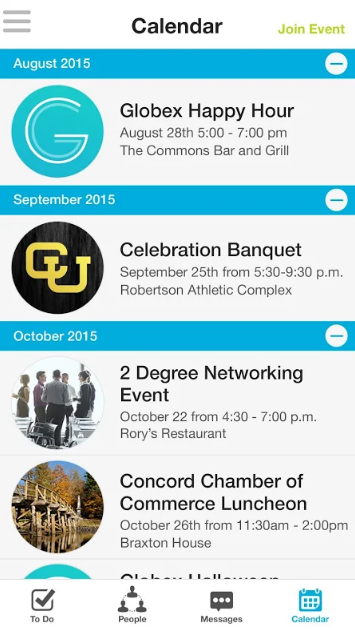 Calendar
Join Event
August 2015
Globex Happy Hour
August 28th 5:00 - 7:00 pm
The Commons Bar and Grill
September 2015
CU
Celebration Banquet
September 25th from 5:30-9:30 p.m.
Robertson Athletic Complex
October 2015
2 Degree Networking
Event
October 22 from 4:30 - 7:00 p.m.
Rory's Restaurant
Concord Chamber of
Commerce Luncheon
October 26th from 11:30am - 2:00pm
Braxton House
Globex Halloween
To Do
People
Messages
Calendar